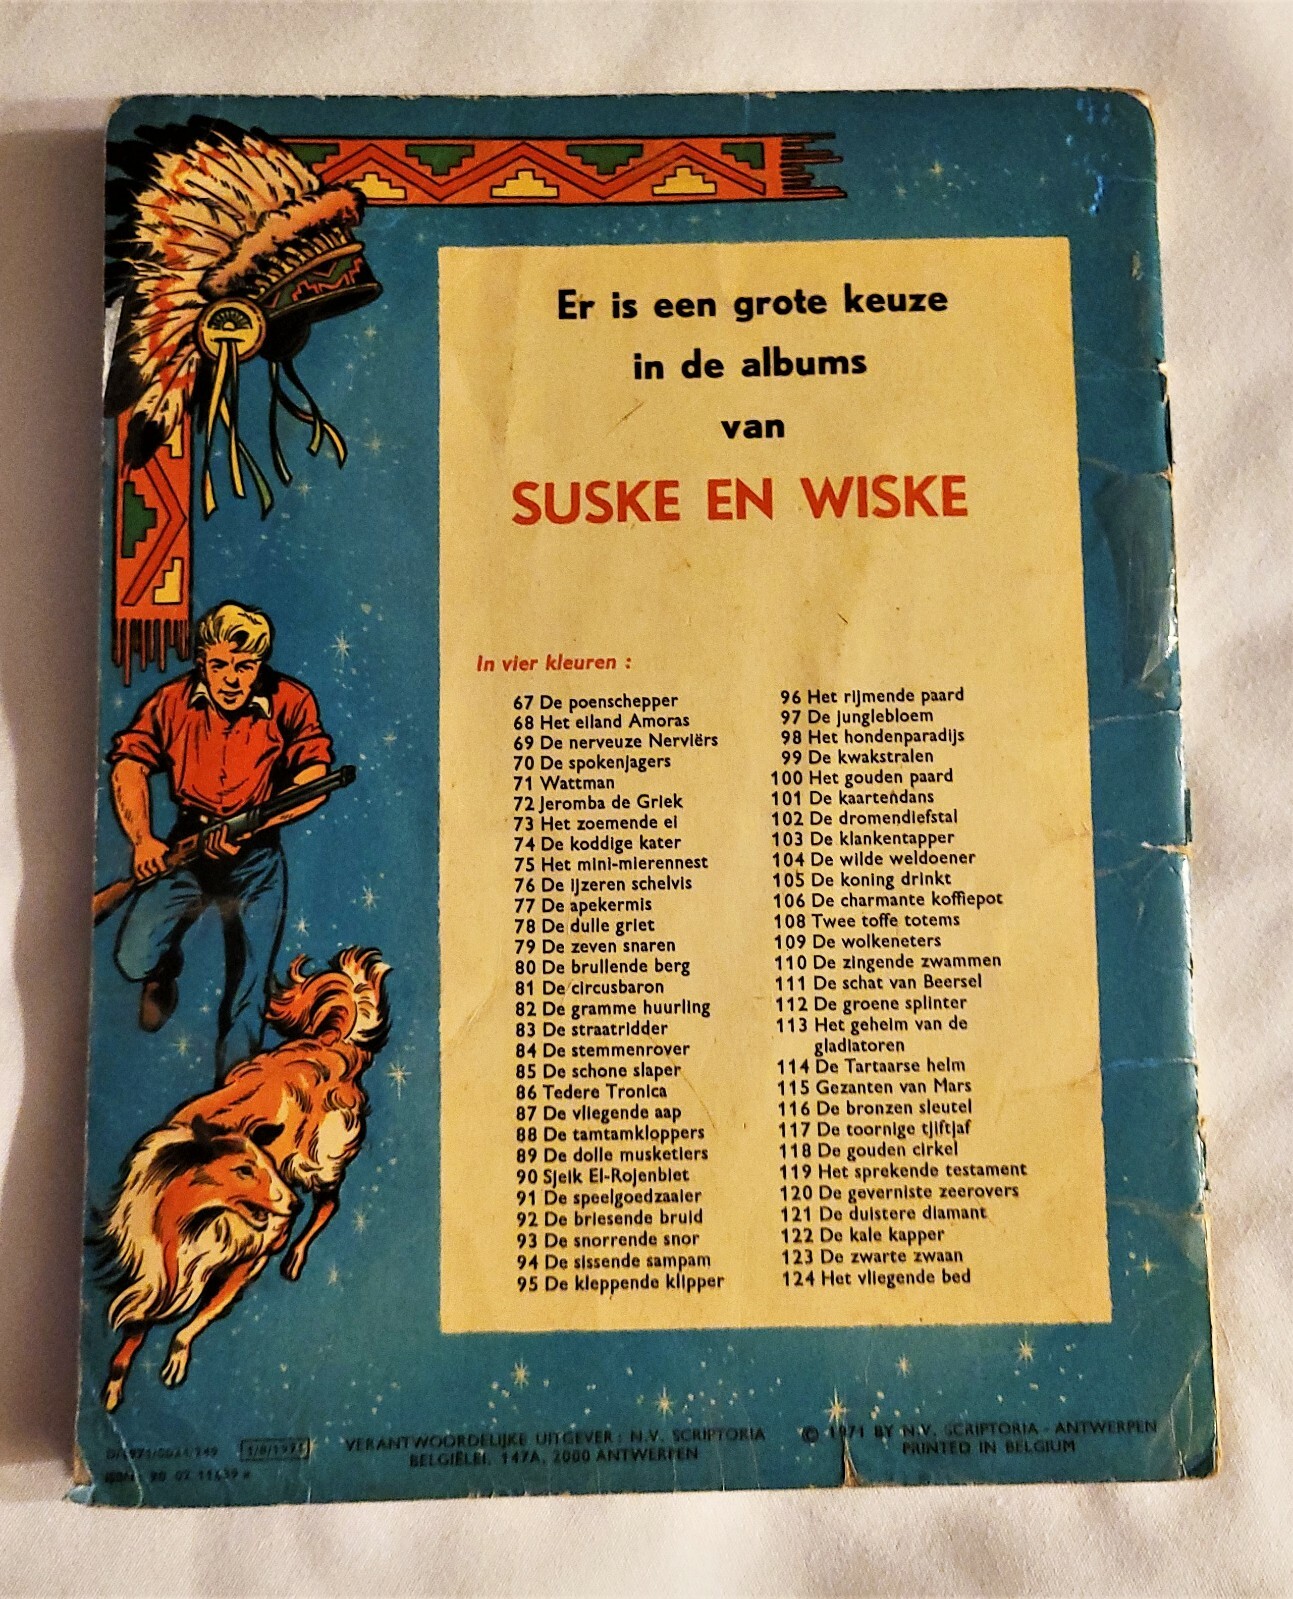 Er is een grote keuze
in de albums
van
SUSKE EN WISKE
In vier kleuren :
67 De poenschepper
68 Het eiland Amoras
69 De nerveuze Nerviërs
70 De spokenjagers
71 Wattman
72 Jeromba de Griek
73 Het zoemende ei
74 De koddige kater
75 Het mini-mierennest
76 De ijzeren schelvis
77 De apekermis
78 De dulle griet
79 De zeven snaren
80 De brullende berg
81 De circusbaron
82 De gramme huurling
83 De straatridder
84 De stemmenrover
85 De schone slaper
86 Tedere Tronica
87 De vliegende aap
88 De tamtamkloppers
89 De dolle musketiers
90 Sjeik El-Rojenbiet
91 De speelgoedzaaier
92 De briesende bruid
93 De snorrende snor
94 De sissende sampam
95 De kleppende klipper
96 Het rijmende paard
97 De junglebloem
98 Het hondenparadijs
99 De kwakstralen
100 Het gouden paard
101 De kaartendans
102 De dromendiefstal
103 De klankentapper
104 De wilde weldoener
105 De koning drinkt
106 De charmante koffiepot
108 Twee toffe totems
109 De wolkeneters
110 De zingende zwammen
111 De schat van Beersel
112 De groene splinter
113 Het geheim van de
gladiatoren
114 De Tartaarse helm
115 Gezanten van Mars
116 De bronzen sleutel
117 De toornige tjiftjaf
118 De gouden cirkel
119 Het sprekende testament
120 De geverniste zeerovers
121 De duistere diamant
122 De kale kapper
123 De zwarte zwaan
124 Het vliegende bed
VERANTWOORDELIJKE UITGEVER : N.V. SCRIPTORIA
BELGIËLEI, 147A, 2000 ANTWERPEN
© 1971 BY N.V. SCRIPTORIA - ANTWERPEN
PRINTED IN BELGIUM